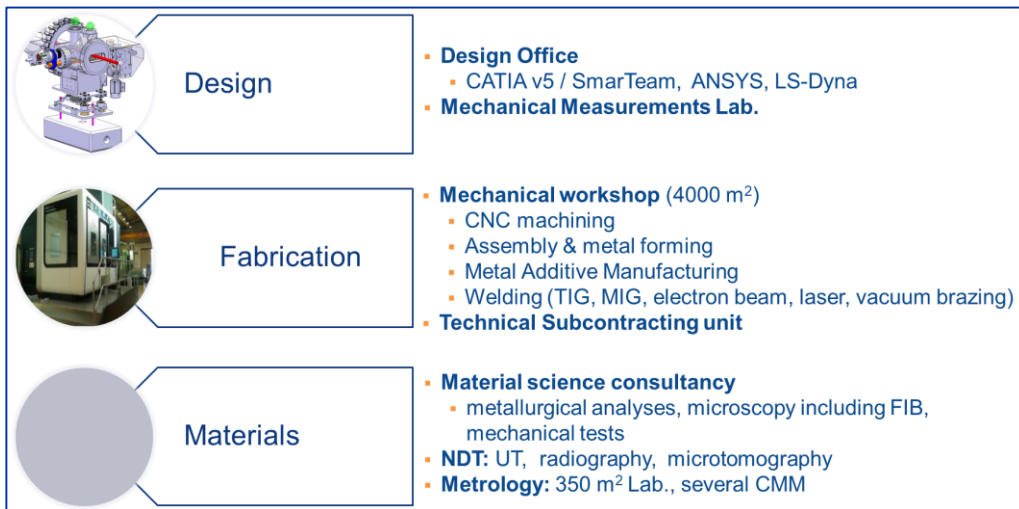 Design
Design Office
CATIA v5 / SmarTeam, ANSYS, LS-Dyna
Mechanical Measurements Lab.
Fabrication
Mechanical workshop (4000 m²)
CNC machining
Assembly & metal forming
Metal Additive Manufacturing
Welding (TIG, MIG, electron beam, laser, vacuum brazing)
Technical Subcontracting unit
Materials
Material science consultancy
metallurgical analyses, microscopy including FIB,
mechanical tests
NDT: UT, radiography, microtomography
Metrology: 350 m² Lab., several CMM